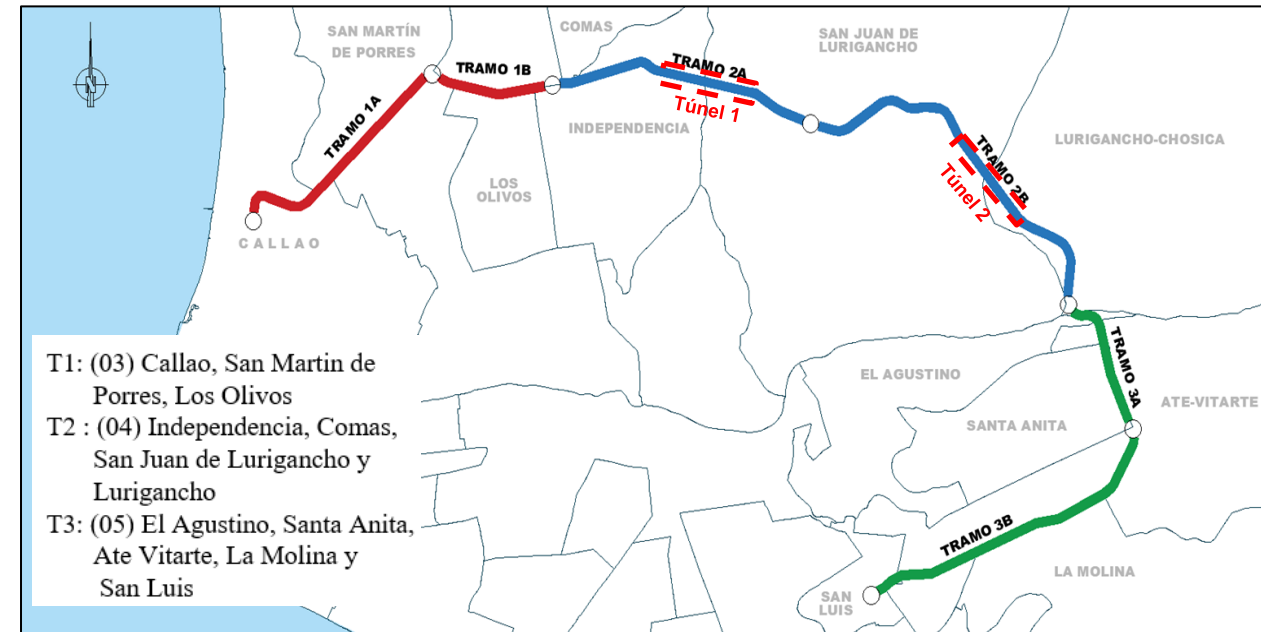 SAN MARTÍN
DE PORRES
COMAS
SAN JUAN DE
LURIGANCHO
TRAMO 1B
TRAMO 2A
Túnel 1
TRAMO 1A
INDEPENDENCIA
LURIGANCHO-CHOSICA
LOS
OLIVOS
TRAMO 2B
Túnel 2
CALLAO
N
T1: (03) Callao, San Martin de
Porres, Los Olivos
T2 : (04) Independencia, Comas,
San Juan de Lurigancho y
Lurigancho
T3: (05) El Agustino, Santa Anita,
Ate Vitarte, La Molina y
San Luis
EL AGUSTINO
TRAMO 3A
ATE-VITARTE
SANTA ANITA
TRAMO 3B
LA MOLINA
SAN
LUIS